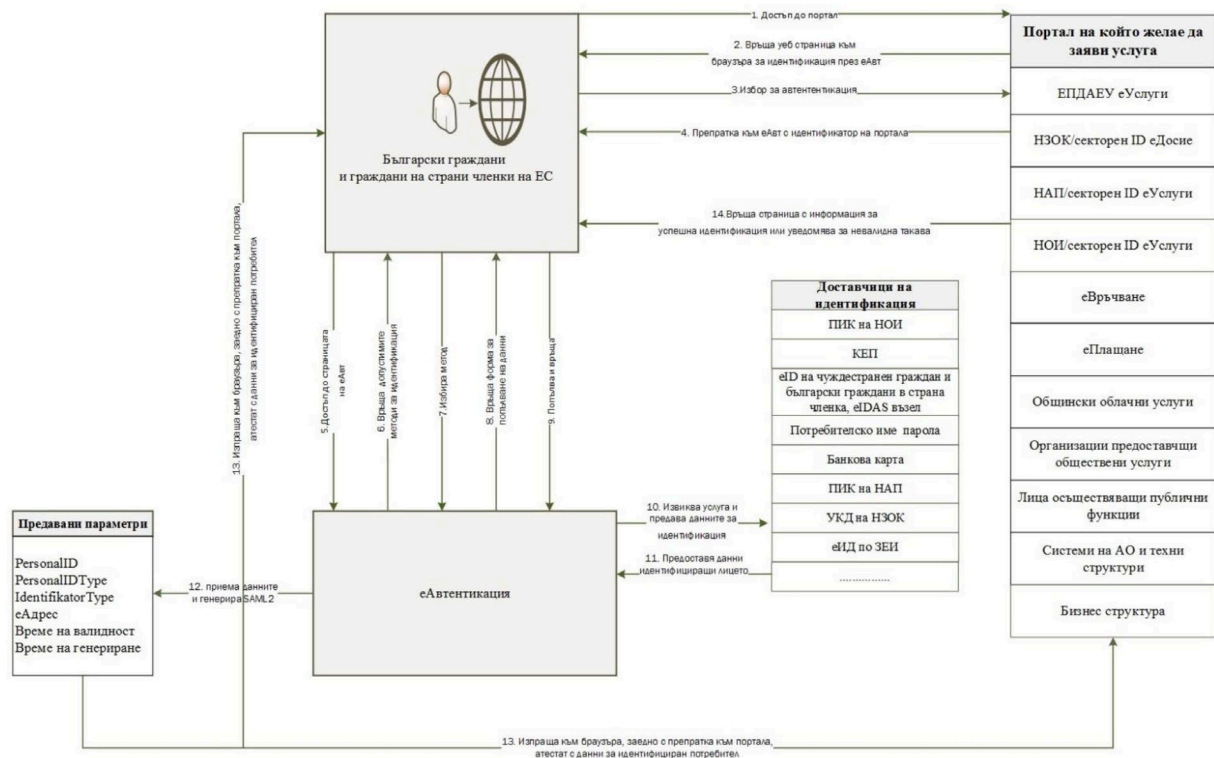 1. Достъп до портал
2. Връща уеб страница към
браузъра за идентификация през еАвт
3.Избор за автентентикация
4. Препратка към еАвт с идентификатор на портала
14.Връща страница с информация за
успешна идентификация или уведомява за невалидна такава
Български граждани
и граждани на страни членки на ЕС
Портал на който желае да
заяви услуга
ЕПДАЕУ еУслуги
НЗОК/секторен ID еДосие
НАП/секторен ID еУслуги
НОИ/секторен ID еУслуги
еВръчване
еПлащане
Общински облачни услуги
Организации предоставчщи
обществени услуги
Лица осъществяващи публични
функции
Системи на АО и техни
структури
Бизнес структура
13. Изпраща към браузъра, заедно с препратка към портала,
атестат с данни за идентифициран потребител
5. Достъп до страницата
на еАвт
6. Връща допустимите
методи за идентификация
7. Избира метод
8. Връща форма за
попълване на данни
9. Попълва и връща
Доставчици на
идентификация
ПИК на НОИ
КЕП
eID на чуждестранен граждан и
български граждани в страна
членка, eIDAS възел
Потребителско име парола
Банкова карта
ПИК на НАП
УКД на НЗОК
еИД по ЗЕИ
...............
10. Извиква услуга и
предава данните за
идентификация
11. Предоставя данни
идентифициращи лицето
еАвтентикация
12. приема данните
и генерира SAML2
Предавани параметри
PersonalID
PersonalIDType
IdentifikatorType
еАдрес
Време на валидност
Време на генериране
13. Изпраща към браузъра, заедно с препратка към портала,
атестат с данни за идентифициран потребител